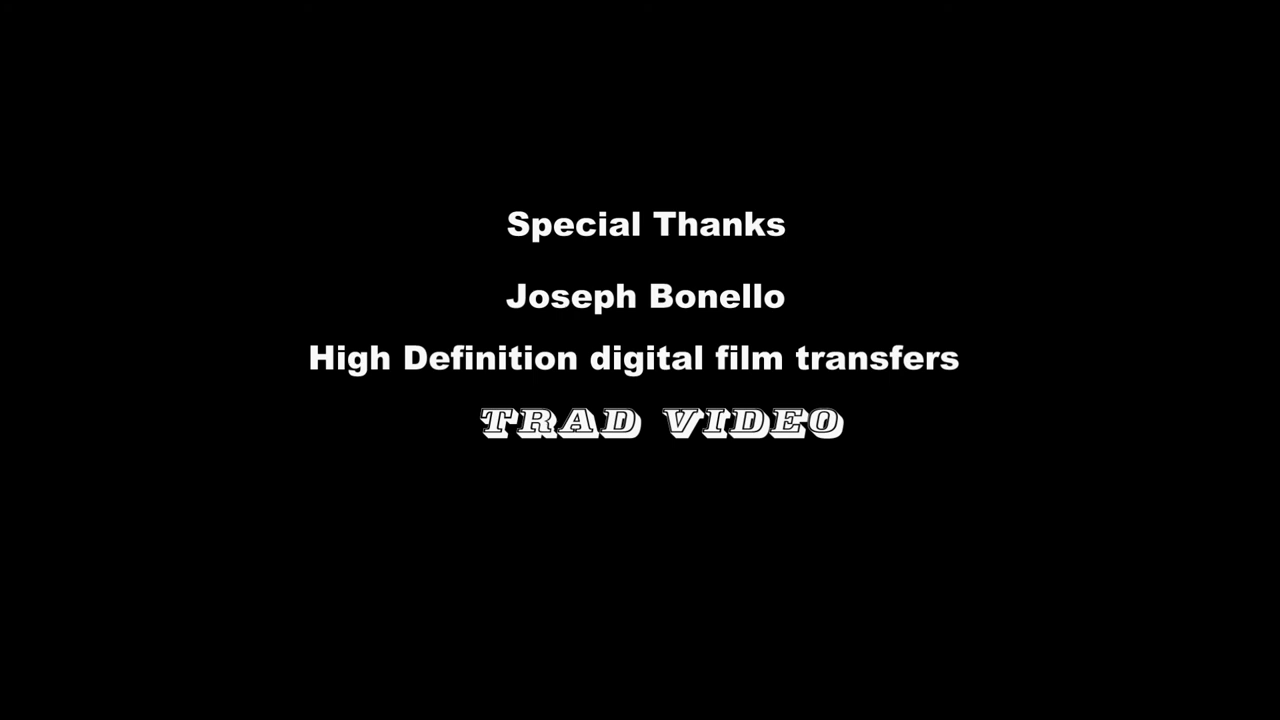 Special Thanks
Joseph Bonello
High Definition digital film transfers
TRAD VIDEO